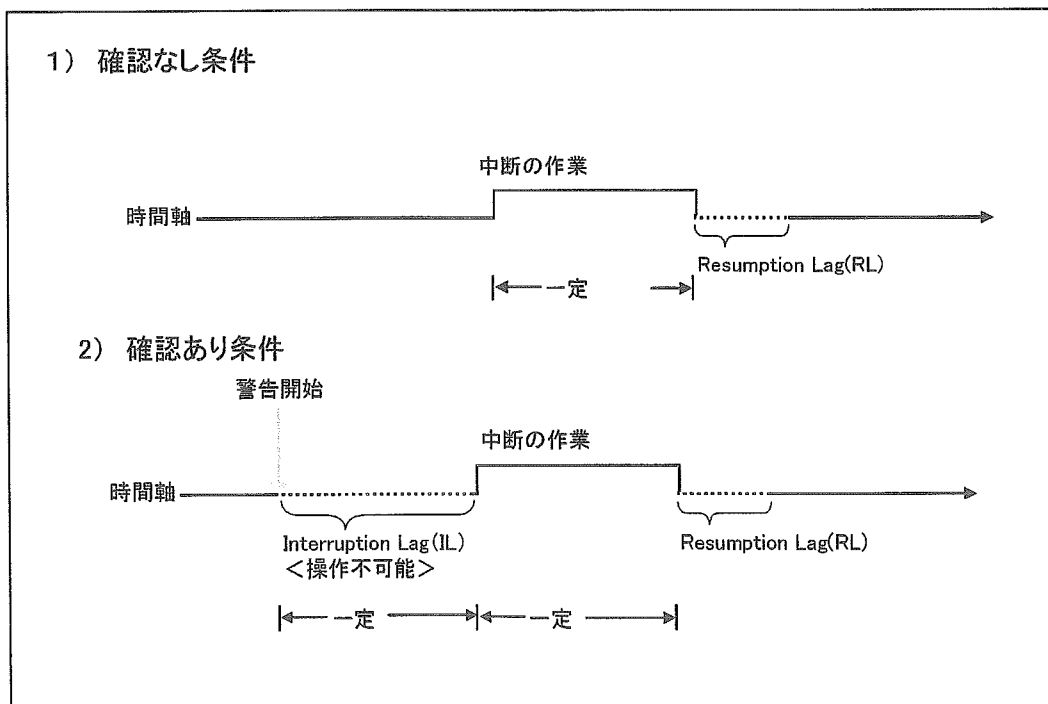 1) 確認なし条件
中断の作業
時間軸
Resumption Lag(RL)
一定
2) 確認あり条件
警告開始
中断の作業
時間軸
Interruption Lag(IL)
<操作不可能>
Resumption Lag(RL)
一定
一定